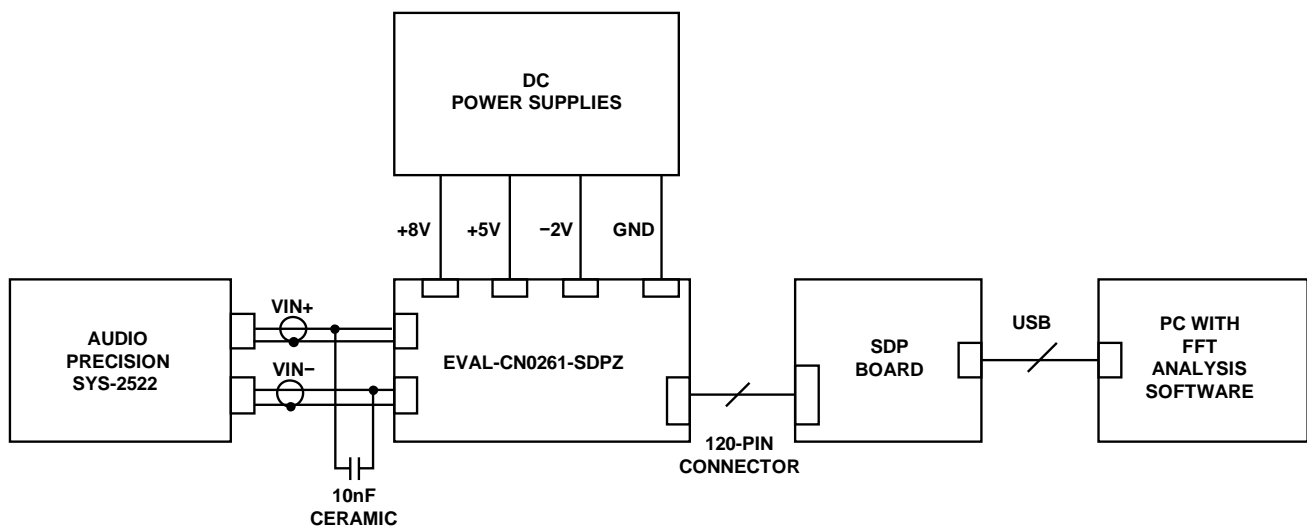 DC
POWER SUPPLIES
+8V
+5V
−2V
GND
AUDIO
PRECISION
SYS-2522
VIN+
VIN−
10nF
CERAMIC
EVAL-CN0261-SDPZ
120-PIN
CONNECTOR
SDP
BOARD
USB
PC WITH
FFT
ANALYSIS
SOFTWARE